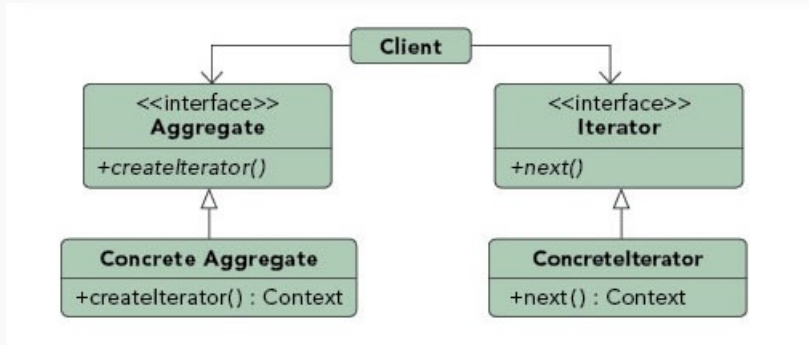 Client
<<interface>>
Aggregate
+createIterator()
<<interface>>
Iterator
+next()
Concrete Aggregate
+createIterator() : Context
ConcreteIterator
+next() : Context